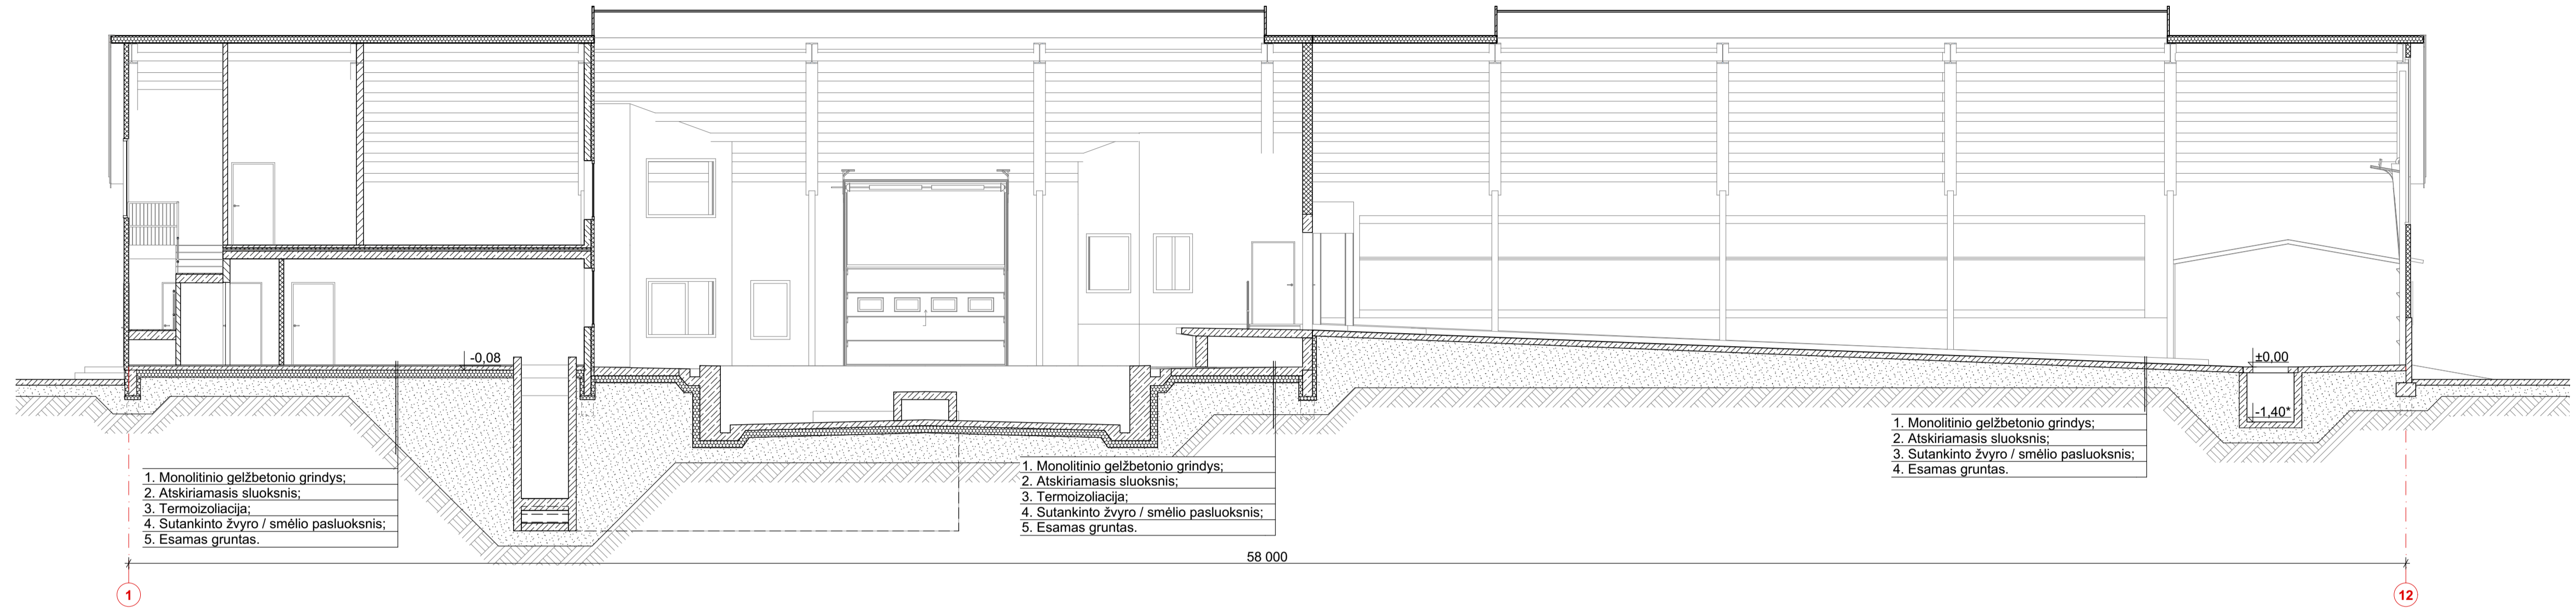 -0,08
±0,00
-1,40*
1. Monolitinio gelžbetonio grindys;
2. Atskiriamasis sluoksnis;
3. Termoizoliacija;
4. Sutankinto žvyro / smėlio pasluoksnis;
5. Esamas gruntas.
1. Monolitinio gelžbetonio grindys;
2. Atskiriamasis sluoksnis;
3. Termoizoliacija;
4. Sutankinto žvyro / smėlio pasluoksnis;
5. Esamas gruntas.
1. Monolitinio gelžbetonio grindys;
2. Atskiriamasis sluoksnis;
3. Sutankinto žvyro / smėlio pasluoksnis;
4. Esamas gruntas.
58 000
1
12